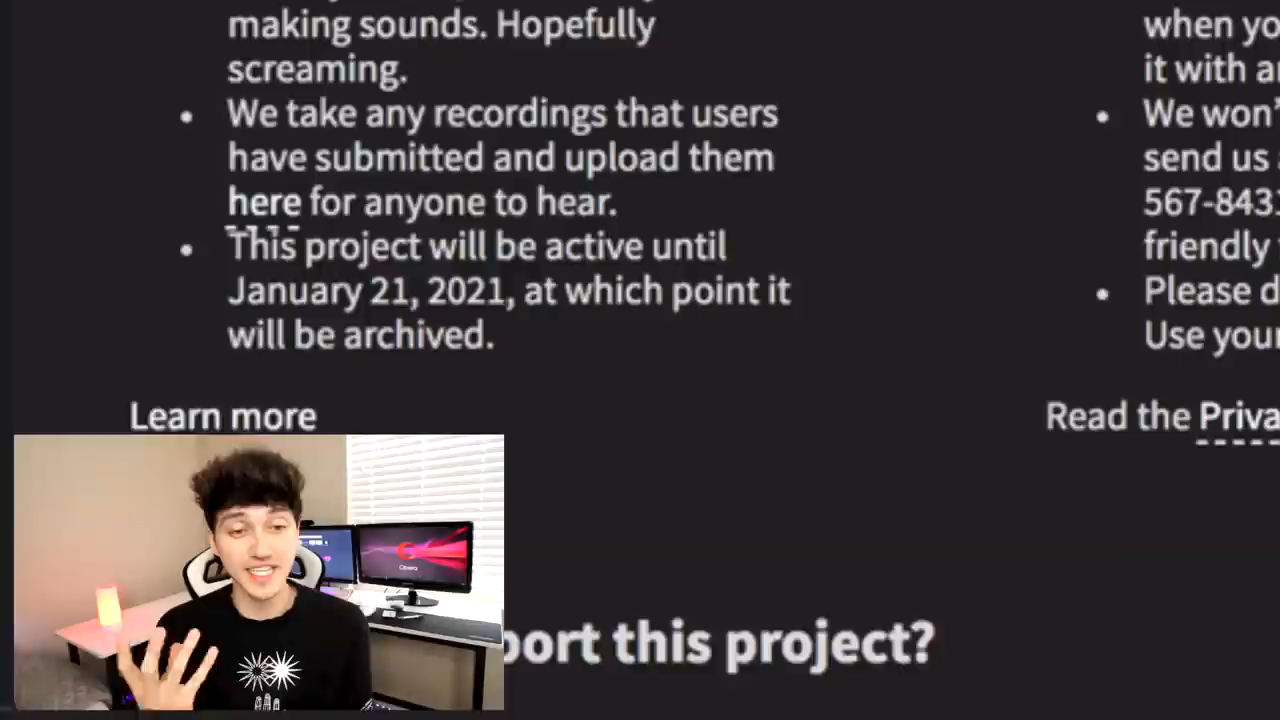 making sounds. Hopefully
screaming.
• We take any recordings that users
have submitted and upload them
here for anyone to hear.
• This project will be active until
January 21, 2021, at which point it
will be archived.
Learn more
when yo
it with a
• We won'
send us
567-843
friendly
• Please d
Use your
Read the Priva
port this project?